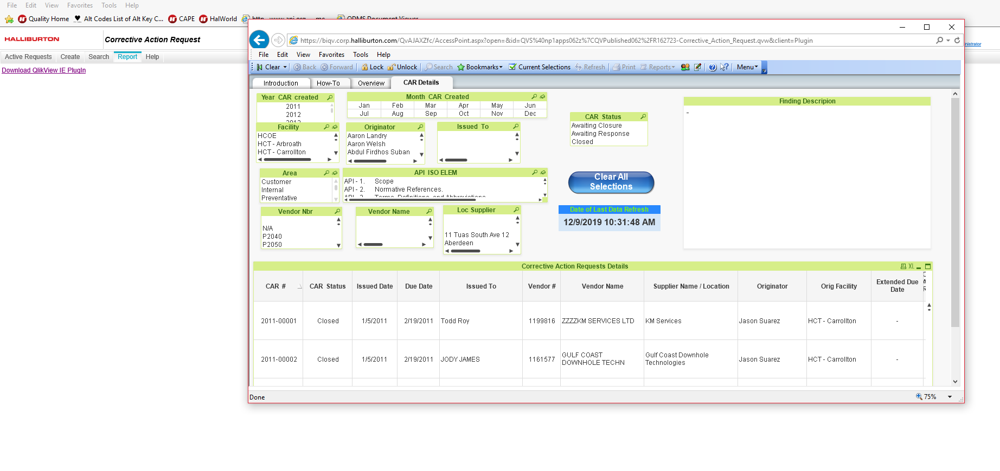 File Edit View Favorites Tools Help
Quality Home Alt Codes List of Alt Key C... CAPE HalWorld
HALLIBURTON
Corrective Action Request
Active Requests Create Search Report Help
Download QlikView IE PlugIn
nistrator
https://biqv.corp.halliburton.com/QvAJAXZfc/AccessPoint.aspx?open=&id=QVS%40np1apps062z%7CQVPublished062%2FR162723-Corrective_Action_Request.qvw&client=Plugin
File Edit View Favorites Tools Help
Clear Back Forward Lock Unlock Search Bookmarks Current Selections Refresh Print Reports Menu
Introduction How-To Overview CAR Details
Year CAR created
2011
2012
Month CAR Created
Jan Feb Mar Apr May Jun
Jul Aug Sep Oct Nov Dec
Facility
HCOE
HCT - Arbroath
HCT - Carrollton
Originator
Aaron Landry
Aaron Welsh
Abdul Firdhos Suban
Issued To
CAR Status
Awaiting Closure
Awaiting Response
Closed
Finding Descripion
-
Area
Customer
Internal
Preventative
API ISO ELEM
API - 1. Scope
API - 2. Normative References.
Clear All
Selections
Vendor Nbr
N/A
P2040
P2050
Vendor Name
Loc Supplier
11 Tuas South Ave 12
Aberdeen
Date of Last Data Refresh
12/9/2019 10:31:48 AM
Corrective Action Requests Details
XL
CAR # CAR Status Issued Date Due Date Issued To Vendor # Vendor Name Supplier Name / Location Originator Orig Facility Extended Due Date
2011-00001 Closed 1/5/2011 2/19/2011 Todd Roy 1199816 ZZZZKM SERVICES LTD KM Services Jason Suarez HCT - Carrollton -
2011-00002 Closed 1/5/2011 2/19/2011 JODY JAMES 1161577 GULF COAST DOWNHOLE TECHN Gulf Coast Downhole Technologies Jason Suarez HCT - Carrollton -
Done
75%